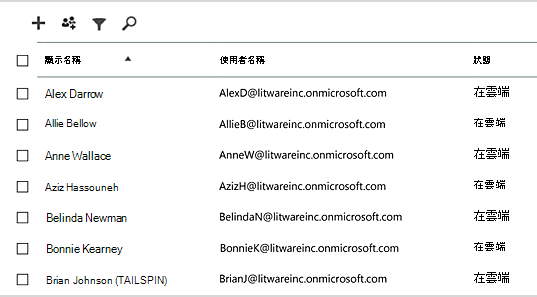 顯示名稱 使用者名稱 狀態
Alex Darrow AlexD@litwareinc.onmicrosoft.com 在雲端
Allie Bellow AllieB@litwareinc.onmicrosoft.com 在雲端
Anne Wallace AnneW@litwareinc.onmicrosoft.com 在雲端
Aziz Hassouneh AzizH@litwareinc.onmicrosoft.com 在雲端
Belinda Newman BelindaN@litwareinc.onmicrosoft.com 在雲端
Bonnie Kearney BonnieK@litwareinc.onmicrosoft.com 在雲端
Brian Johnson (TAILSPIN) BrianJ@litwareinc.onmicrosoft.com 在雲端